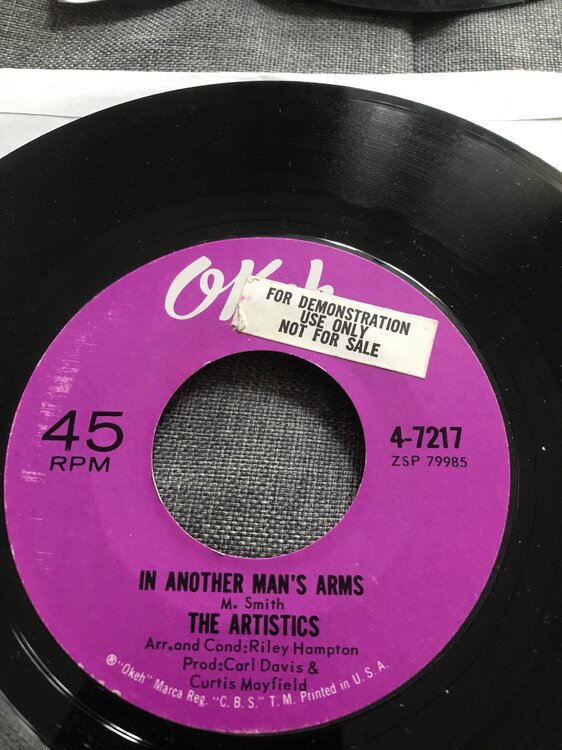 FOR DEMONSTRATION
USE ONLY
NOT FOR SALE
45
RPM
4-7217
ZSP 79985
IN ANOTHER MAN'S ARMS
M. Smith
THE ARTISTICS
Arr.and Cond:Riley Hampton
Prod:Carl Davis &
Curtis Mayfield
® "Okeh" Marca Reg. "C.B.S." T.M. Printed in U.S.A.